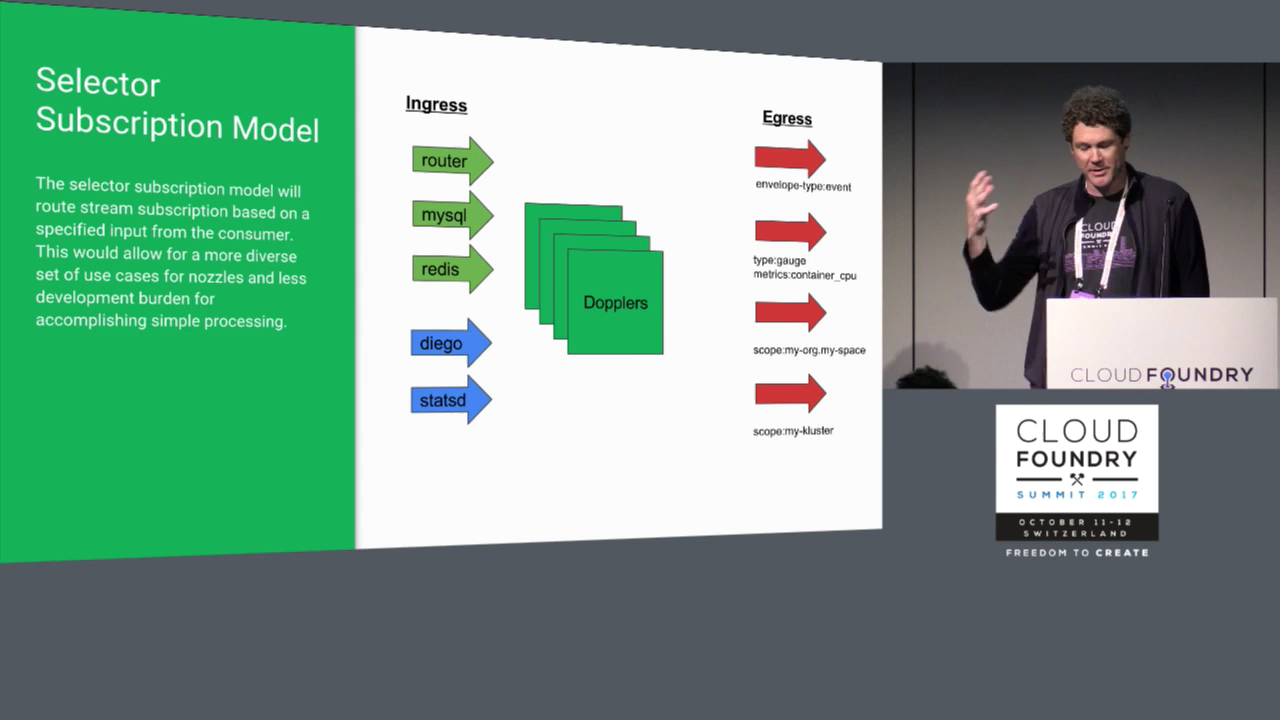 Selector
Subscription Model
The selector subscription model will
route stream subscription based on a
specified input from the consumer.
This would allow for a more diverse
set of use cases for nozzles and less
development burden for
accomplishing simple processing.
Ingress
router
mysql
redis
diego
statsd
Dopplers
Egress
envelope-type:event
type:gauge
metrics:container_cpu
scope:my-org.my-space
scope:my-kluster
CLOUD
FOUNDRY
CLOUD FOUNDRY
CLOUD
FOUNDRY
SUMMIT 2017
OCTOBER 11-12
SWITZERLAND
FREEDOM TO CREATE